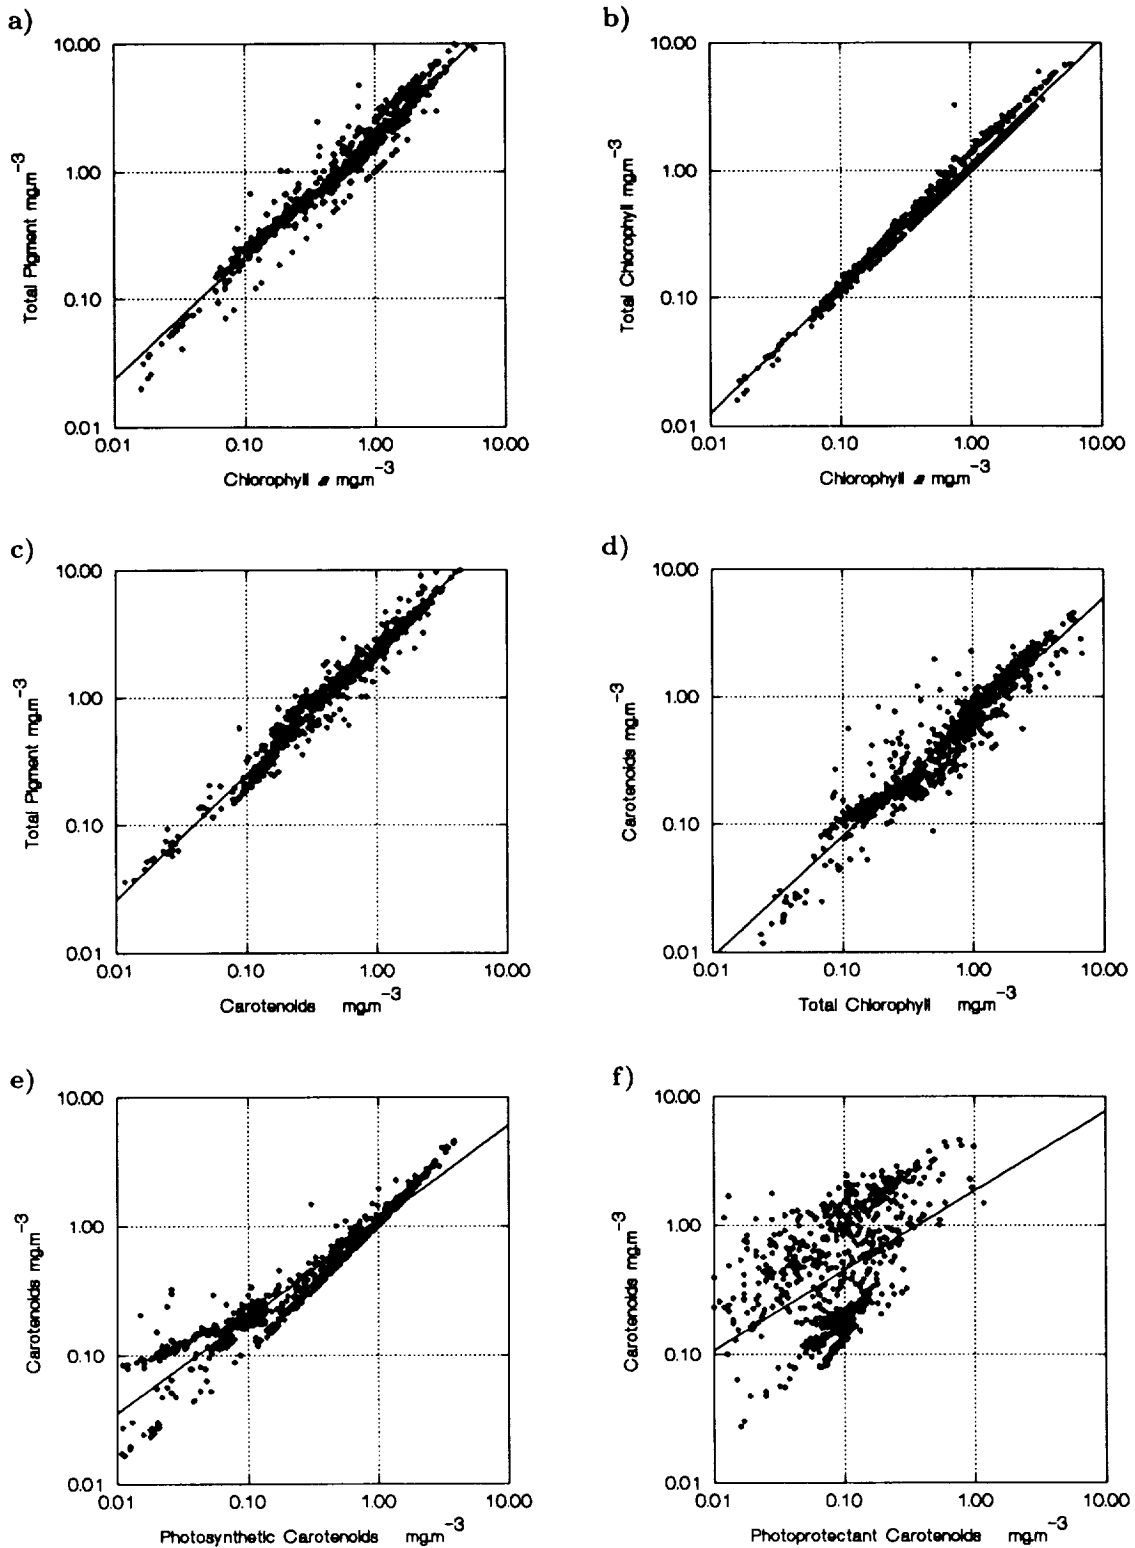 a)
10.00
1.00
0.10
0.01
Total Pigment mg.m-3
0.01 0.10 1.00 10.00
Chlorophyll a mg.m-3
b)
10.00
1.00
0.10
0.01
Total Chlorophyll mg.m-3
0.01 0.10 1.00 10.00
Chlorophyll a mg.m-3
c)
10.00
1.00
0.10
0.01
Total Pigment mg.m-3
0.01 0.10 1.00 10.00
Carotenoids mg.m-3
d)
10.00
1.00
0.10
0.01
Carotenoids mg.m-3
0.01 0.10 1.00 10.00
Total Chlorophyll mg.m-3
e)
10.00
1.00
0.10
0.01
Carotenoids mg.m-3
0.01 0.10 1.00 10.00
Photosynthetic Carotenoids mg.m-3
f)
10.00
1.00
0.10
0.01
Carotenoids mg.m-3
0.01 0.10 1.00 10.00
Photoprotectant Carotenoids mg.m-3